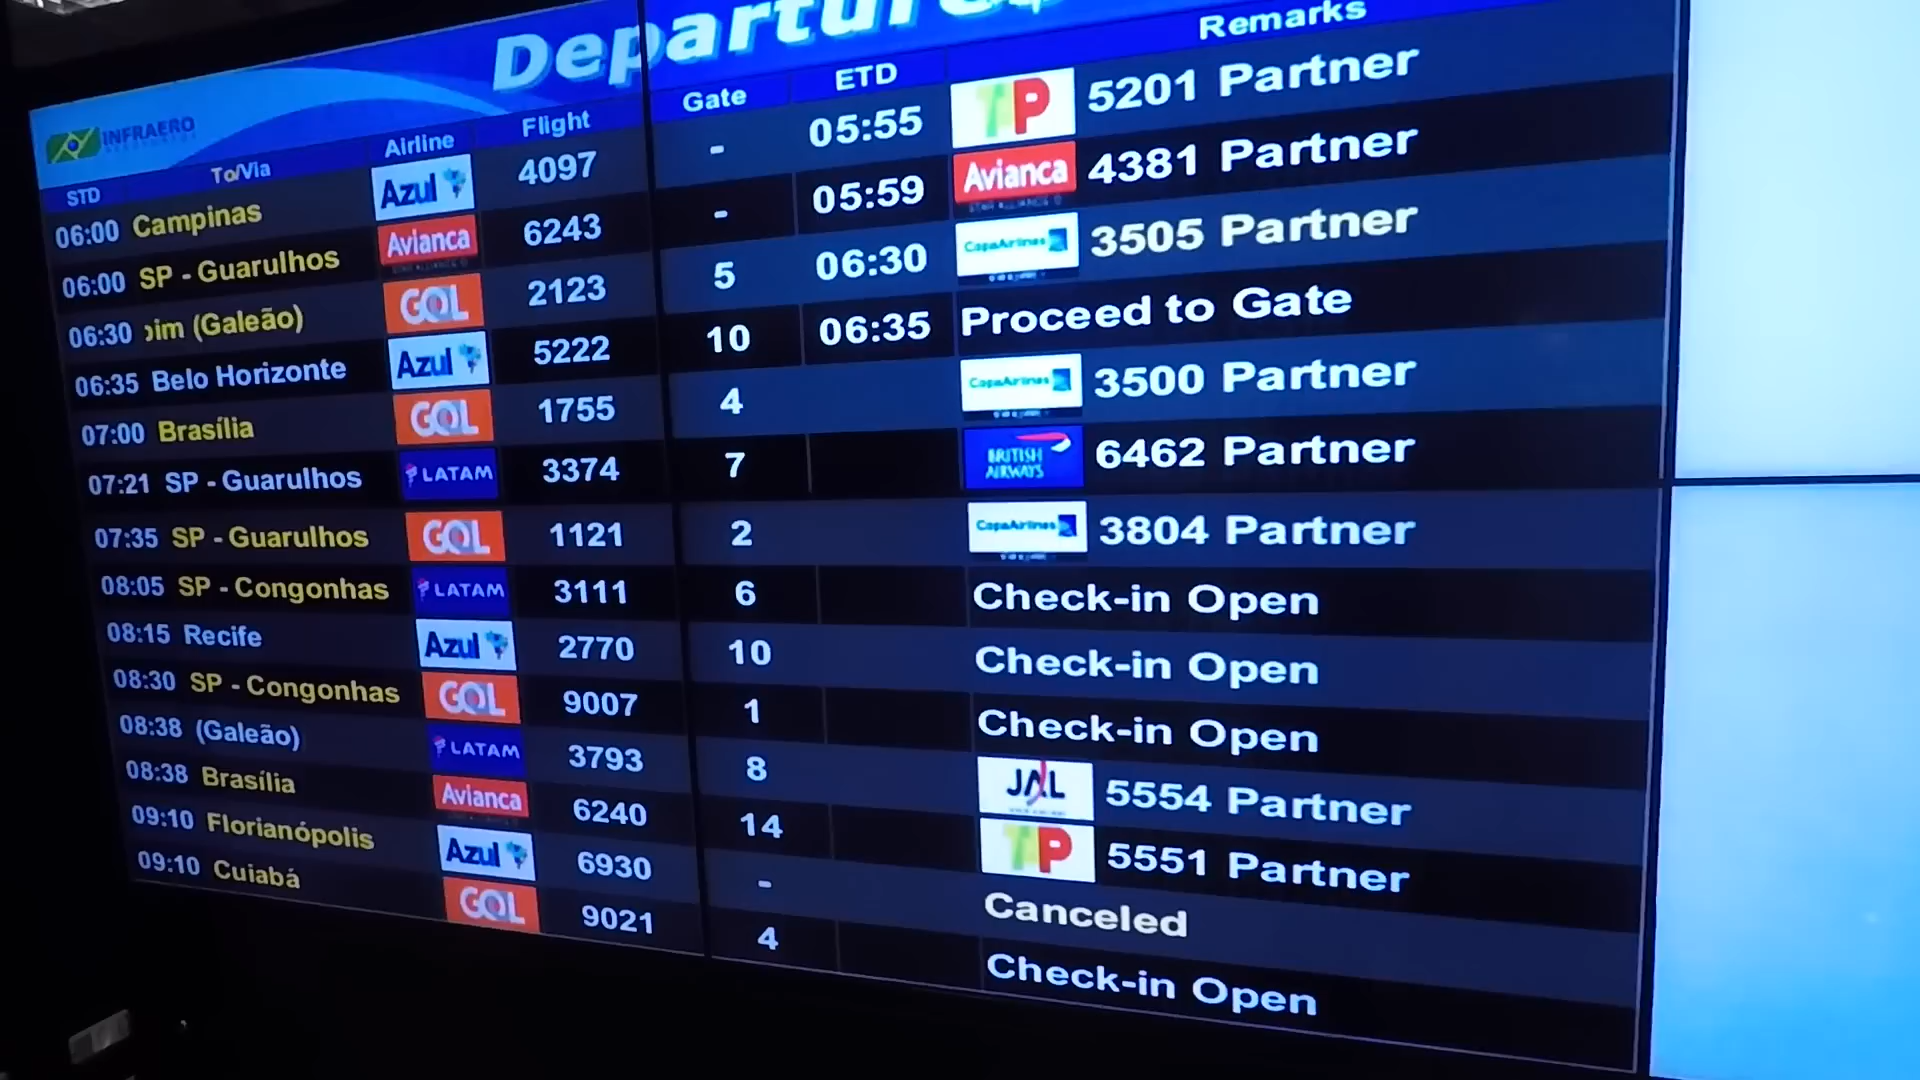 Departures
INFRAERO
STD To/Via Airline Flight Gate ETD Remarks
06:00 Campinas Azul 4097 - 05:55 TP 5201 Partner
06:00 SP - Guarulhos Avianca 6243 - 05:59 Avianca 4381 Partner
06:30 im (Galeão) GOL 2123 5 06:30 CopaAirlines 3505 Partner
06:35 Belo Horizonte Azul 5222 10 06:35 Proceed to Gate
07:00 Brasília GOL 1755 4 CopaAirlines 3500 Partner
07:21 SP - Guarulhos LATAM 3374 7 BRITISH AIRWAYS 6462 Partner
07:35 SP - Guarulhos GOL 1121 2 CopaAirlines 3804 Partner
08:05 SP - Congonhas LATAM 3111 6 Check-in Open
08:15 Recife Azul 2770 10 Check-in Open
08:30 SP - Congonhas GOL 9007 1 Check-in Open
08:38 (Galeão) LATAM 3793 8 JAL 5554 Partner
08:38 Brasília Avianca 6240 14 TP 5551 Partner
09:10 Florianópolis Azul 6930 - Canceled
09:10 Cuiabá GOL 9021 4 Check-in Open